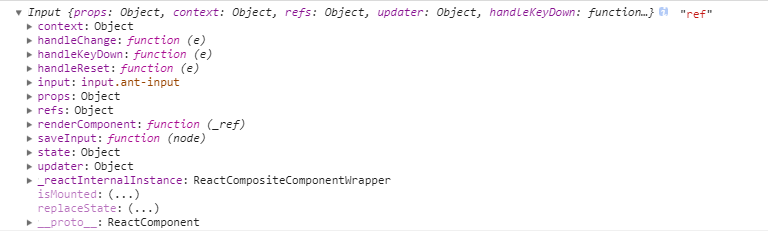 ▼ Input {props: Object, context: Object, refs: Object, updater: Object, handleKeyDown: function…} i "ref"
▶ context: Object
▶ handleChange: function (e)
▶ handleKeyDown: function (e)
▶ handleReset: function (e)
▶ input: input.ant-input
▶ props: Object
▶ refs: Object
▶ renderComponent: function (_ref)
▶ saveInput: function (node)
▶ state: Object
▶ updater: Object
▶ _reactInternalInstance: ReactCompositeComponentWrapper
isMounted: (...)
replaceState: (...)
▶ __proto__: ReactComponent